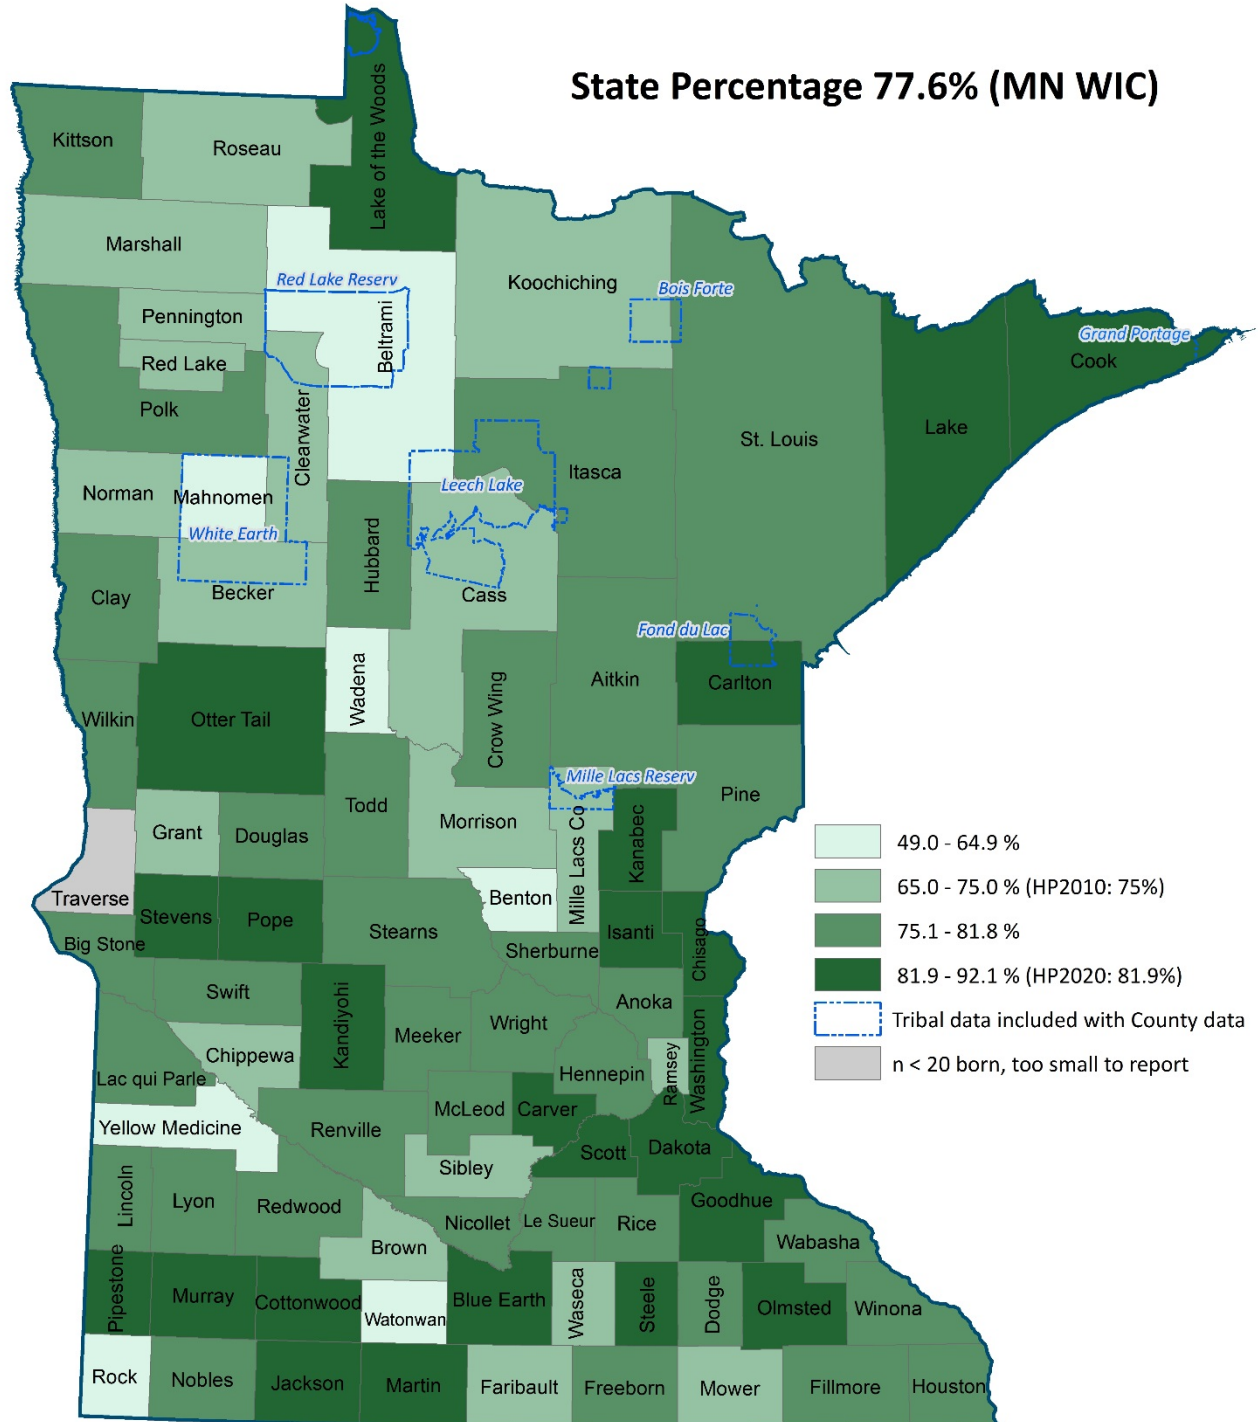 State Percentage 77.6% (MN WIC)
Kittson
Roseau
Lake of the Woods
Marshall
Koochiching
Red Lake Reserv
Bois Forte
Pennington
Beltrami
Grand Portage
Red Lake
Cook
Polk
Clearwater
St. Louis
Lake
Itasca
Norman
Mahnomen
Leech Lake
White Earth
Hubbard
Clay
Becker
Cass
Fond du Lac
Wadena
Aitkin
Carlton
Wilkin
Otter Tail
Crow Wing
Mille Lacs Reserv
Pine
Todd
Grant
Douglas
Morrison
Mille Lacs Co
Kanabec
49.0 - 64.9 %
65.0 - 75.0 % (HP2010: 75%)
75.1 - 81.8 %
81.9 - 92.1 % (HP2020: 81.9%)
Tribal data included with County data
n < 20 born, too small to report
Traverse
Benton
Stevens
Pope
Stearns
Isanti
Chisago
Big Stone
Sherburne
Swift
Anoka
Kandiyohi
Meeker
Wright
Washington
Chippewa
Hennepin
Ramsey
Lac qui Parle
McLeod
Carver
Yellow Medicine
Renville
Scott
Dakota
Sibley
Lincoln
Lyon
Redwood
Nicollet
Le Sueur
Rice
Goodhue
Wabasha
Brown
Pipestone
Murray
Cottonwood
Watonwan
Blue Earth
Waseca
Steele
Dodge
Olmsted
Winona
Rock
Nobles
Jackson
Martin
Faribault
Freeborn
Mower
Fillmore
Houston